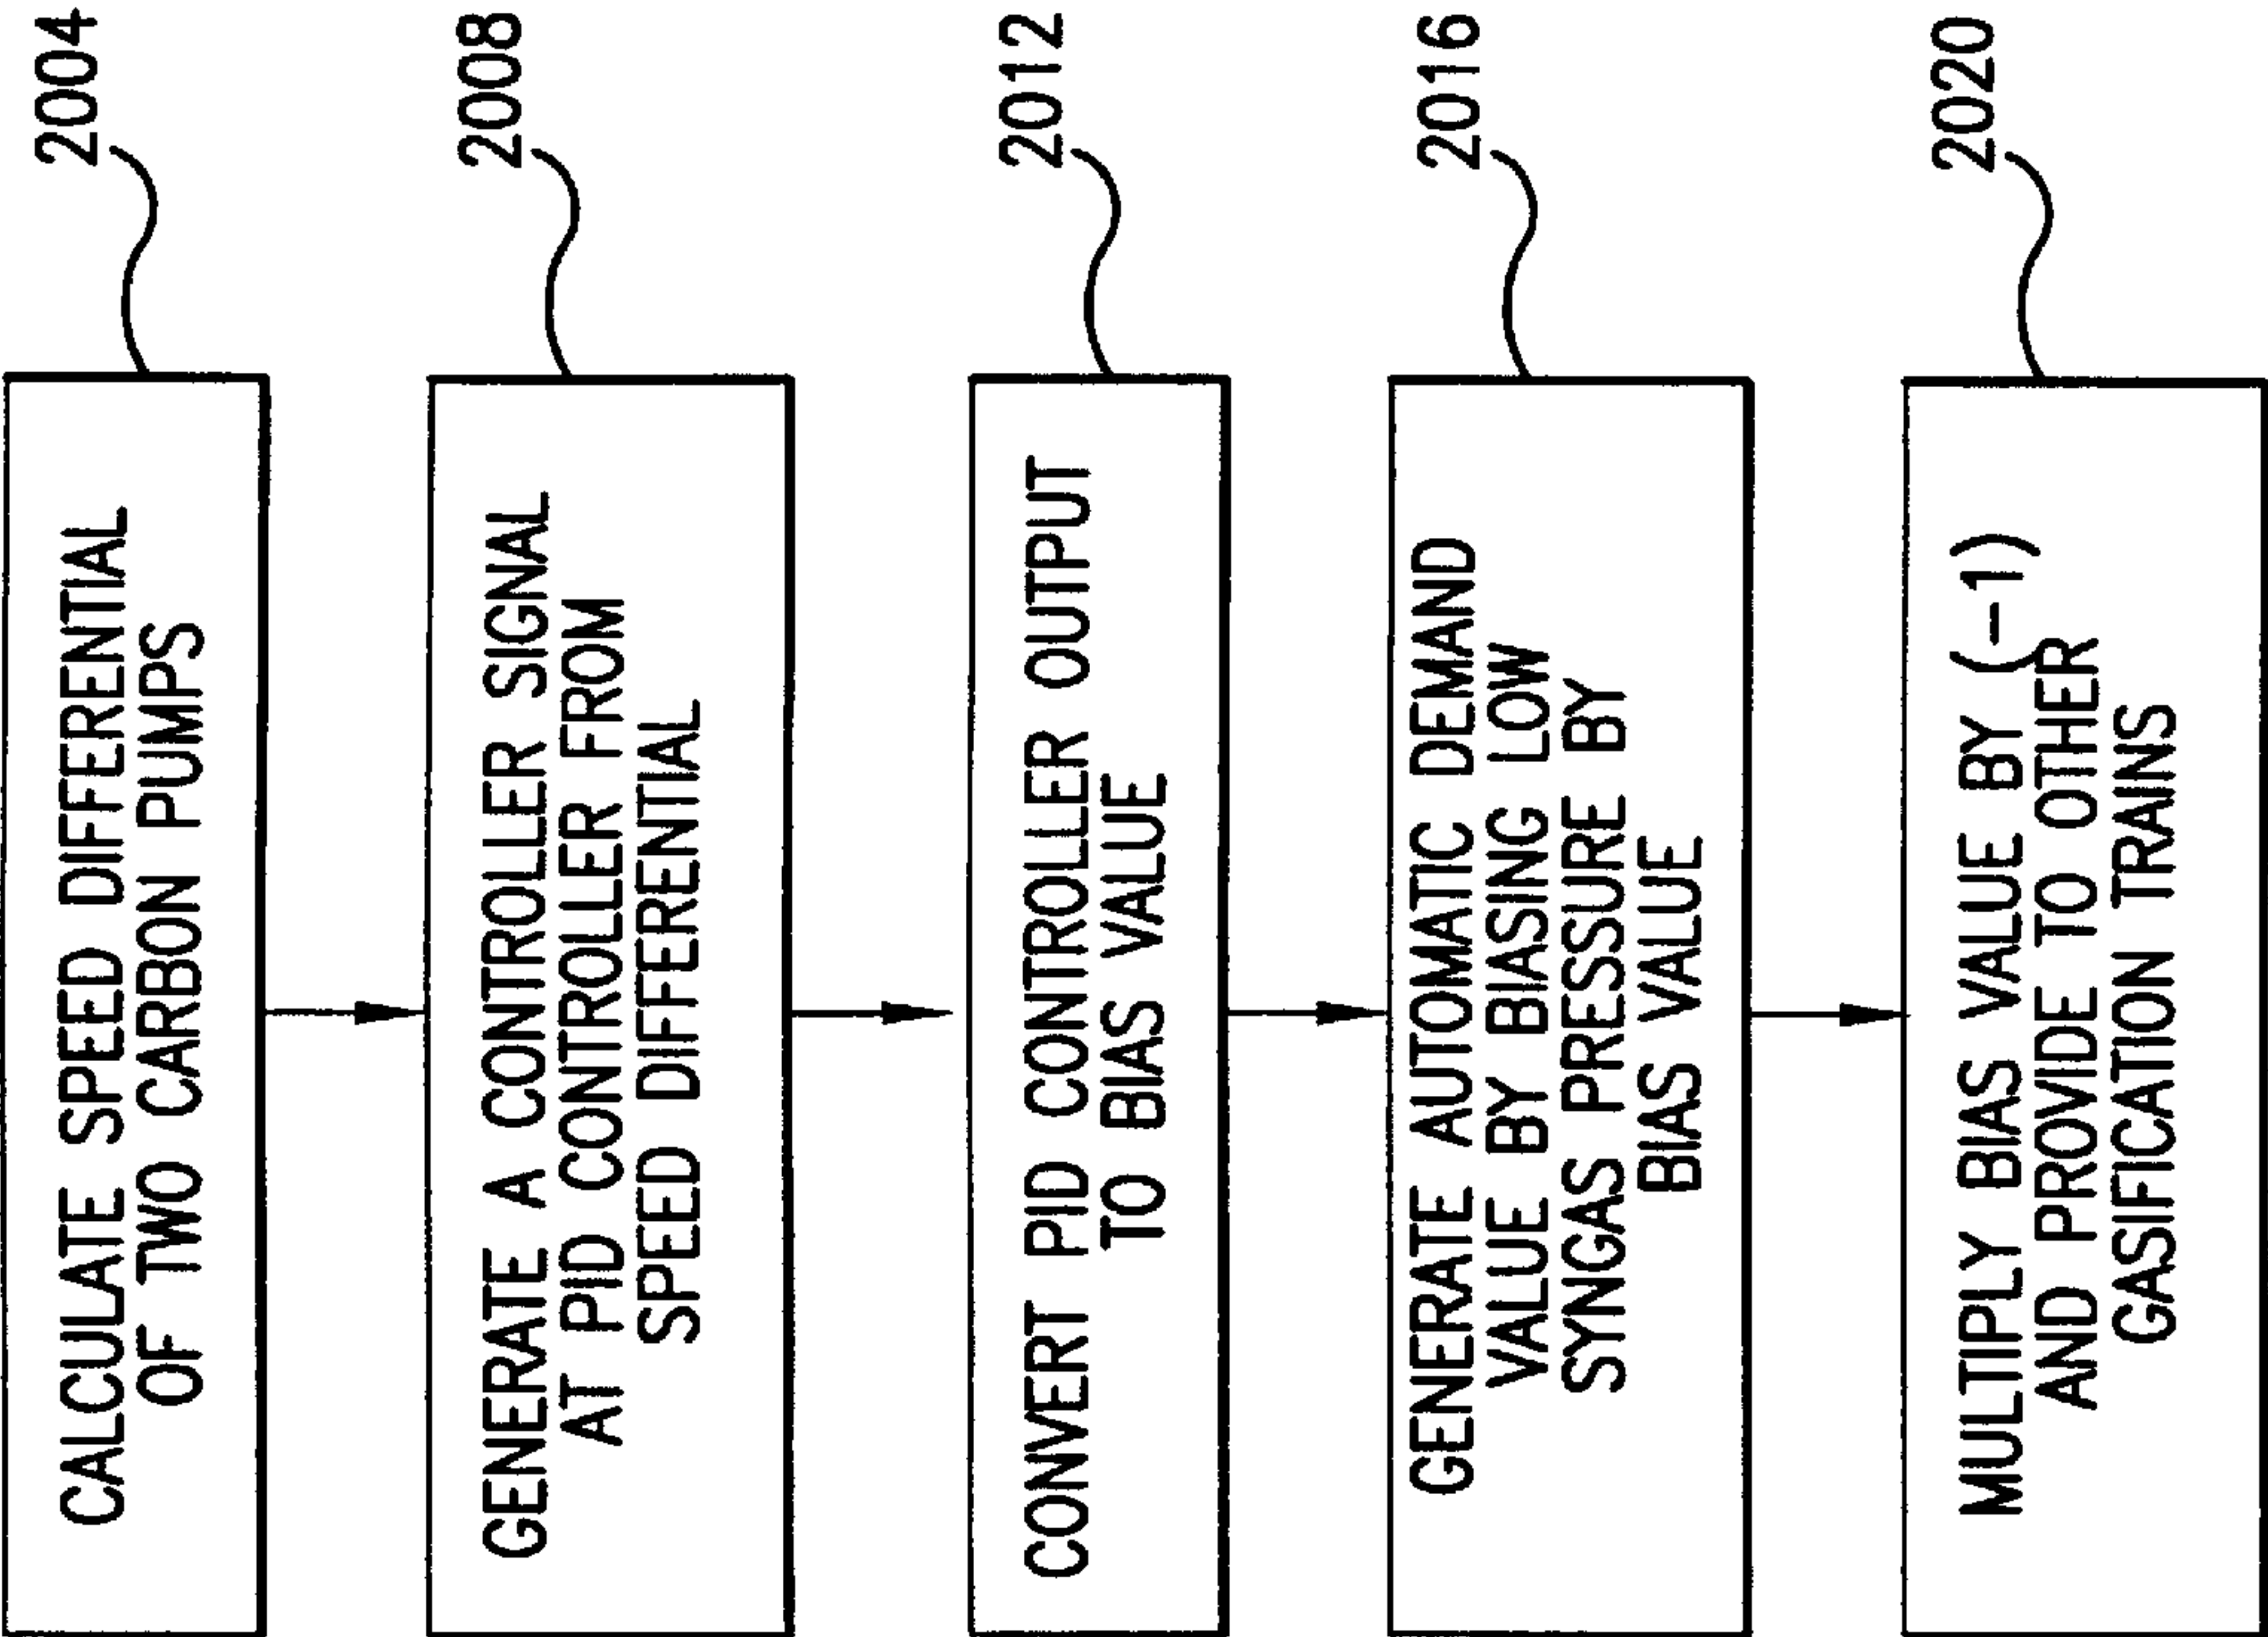 CALCULATE SPEED DIFFERENTIAL
OF TWO CARBON PUMPS
2004
GENERATE A CONTROLLER SIGNAL
AT PID CONTROLLER FROM
SPEED DIFFERENTIAL
2008
CONVERT PID CONTROLLER OUTPUT
TO BIAS VALUE
2012
GENERATE AUTOMATIC DEMAND
VALUE BY BIASING LOW
SYNGAS PRESSURE BY
BIAS VALUE
2016
MULTIPLY BIAS VALUE BY (-1)
AND PROVIDE TO OTHER
GASIFICATION TRAINS
2020